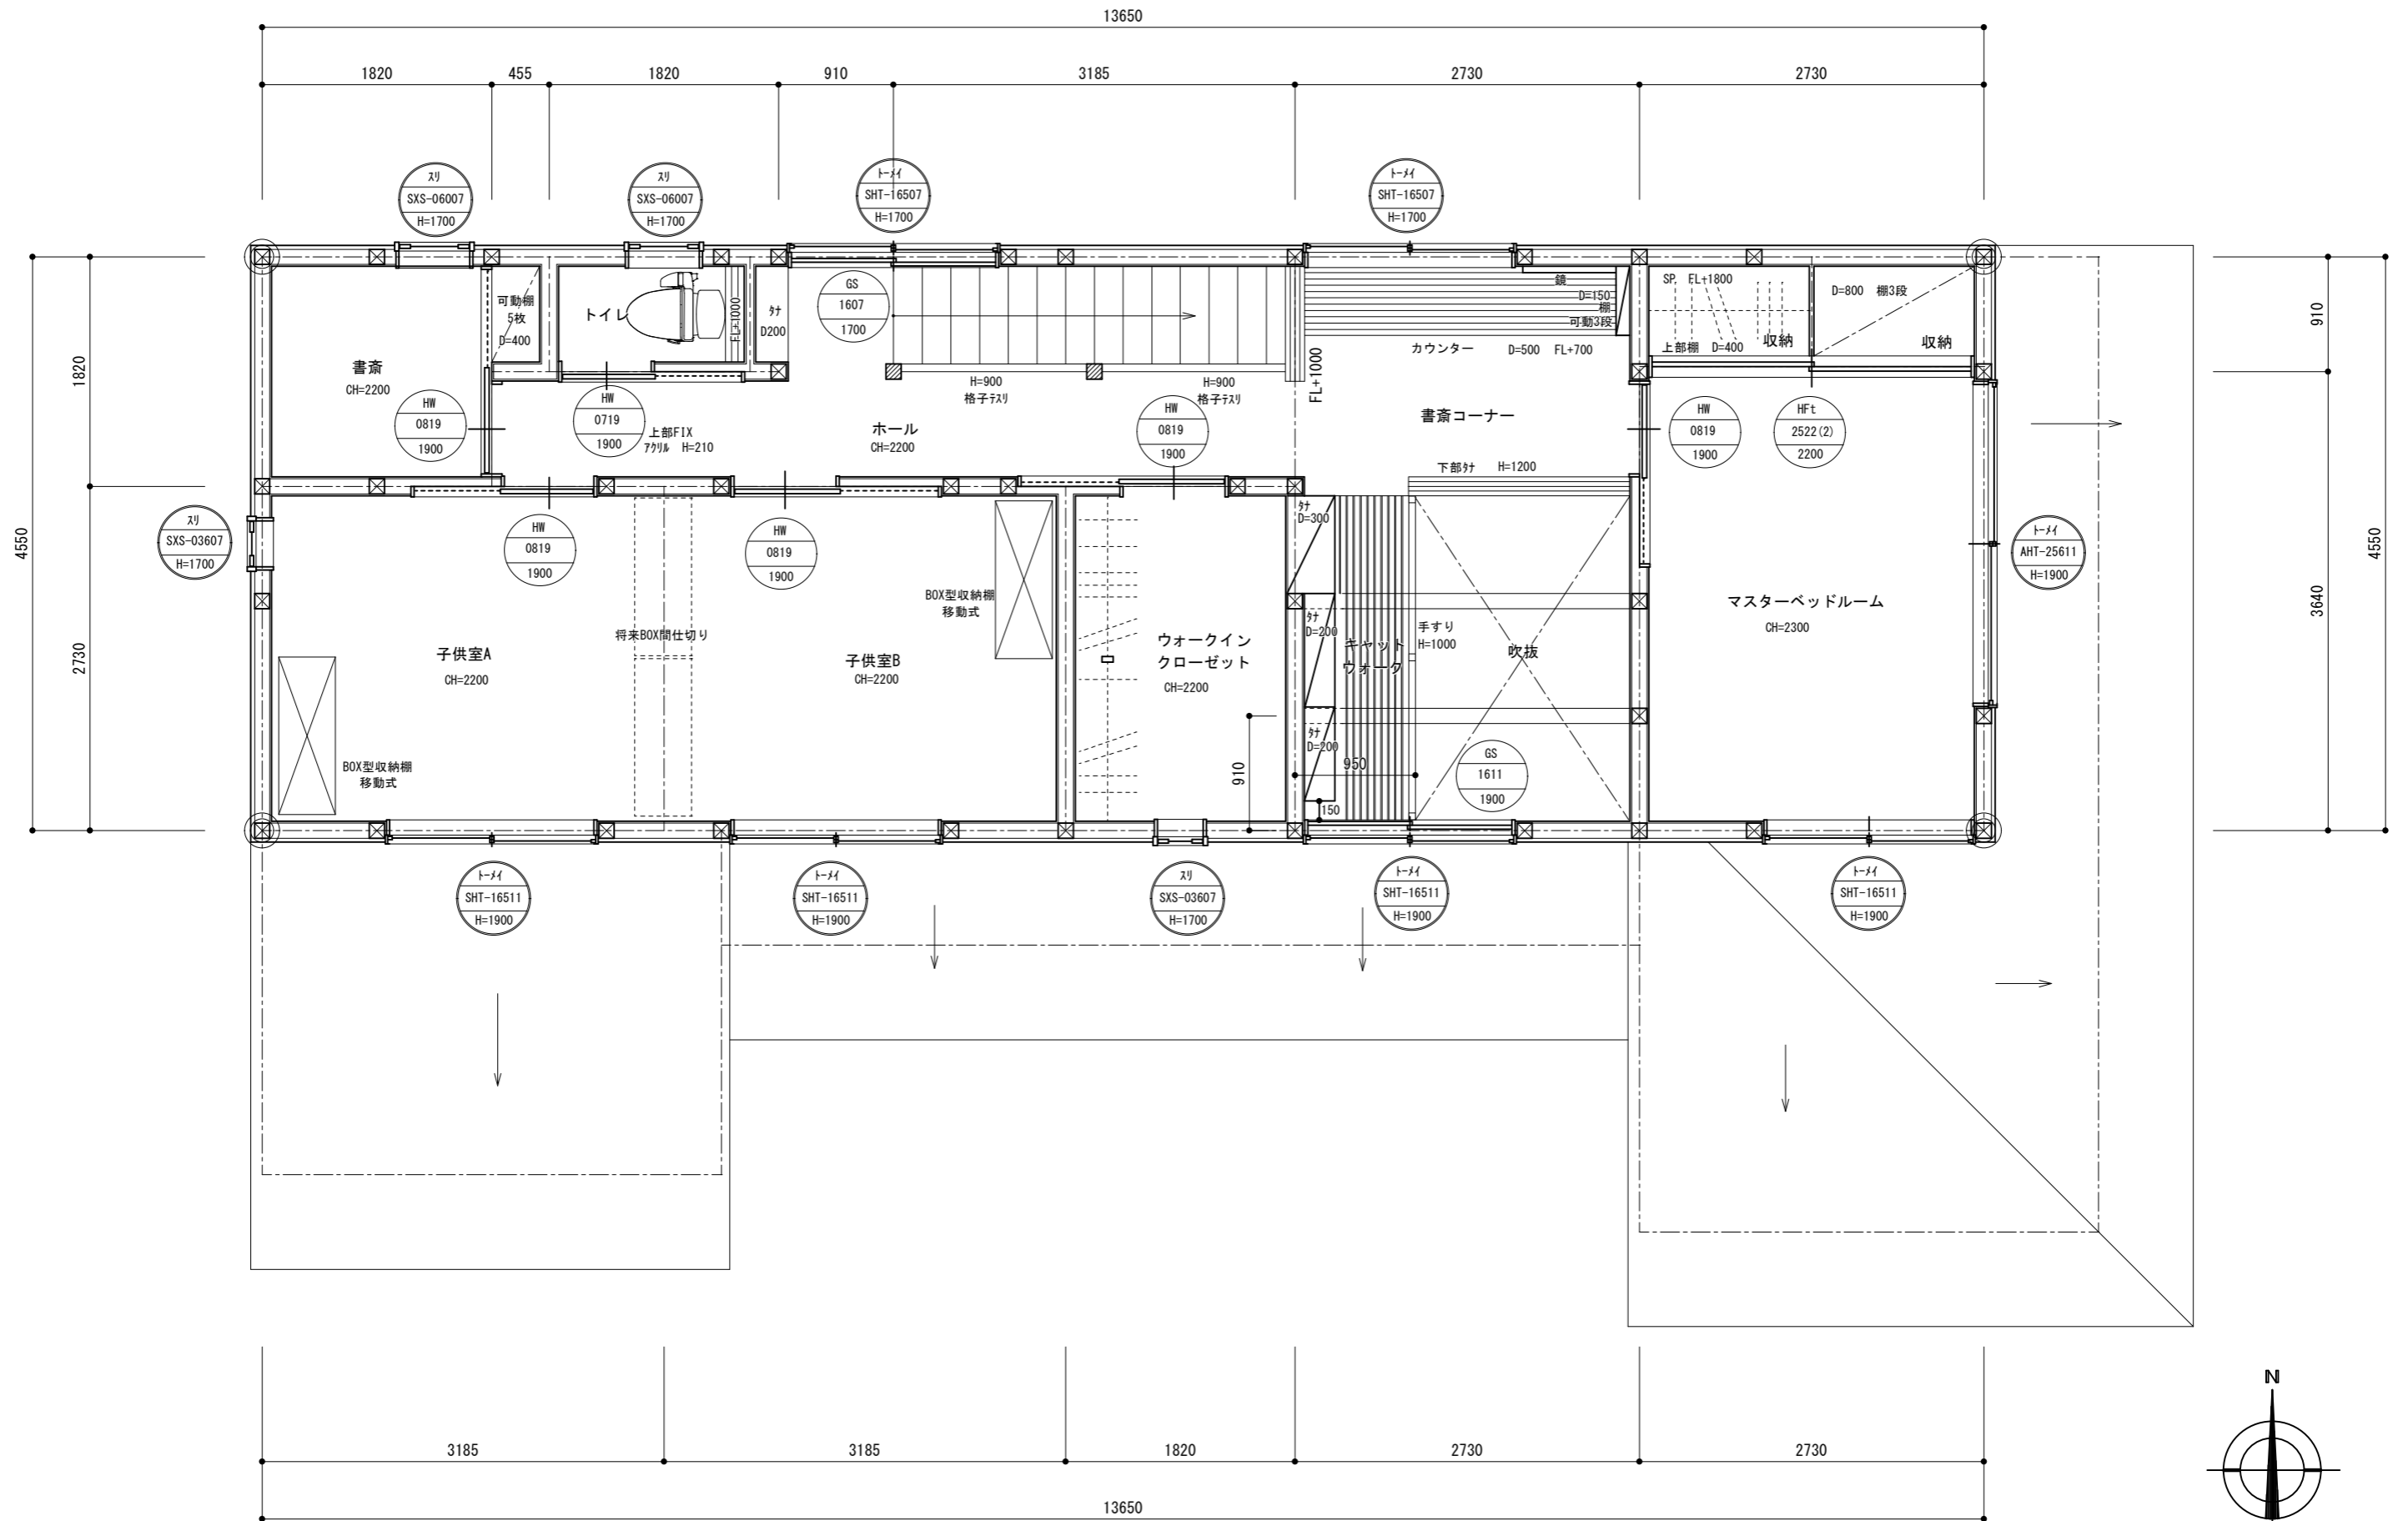 13650
1820
455
1820
910
3185
2730
2730
スリ
SXS-06007
H=1700
スリ
SXS-06007
H=1700
トーメイ
SHT-16507
H=1700
トーメイ
SHT-16507
H=1700
可動棚
5枚
D=400
トイレ
FL+1000
タナ
D200
GS
1607
1700
鏡
D=150
棚
可動3段
SP FL+1800
上部棚 D=400
収納
D=800 棚3段
収納
カウンター D=500 FL+700
FL+1000
書斎
CH=2200
HW
0819
1900
HW
0719
1900
上部FIX
アクリル H=210
ホール
CH=2200
H=900
格子テスリ
H=900
格子テスリ
HW
0819
1900
書斎コーナー
HW
0819
1900
HFt
2522(2)
2200
下部タナ H=1200
1820
2730
4550
910
3640
4550
スリ
SXS-03607
H=1700
HW
0819
1900
HW
0819
1900
トーメイ
AHT-25611
H=1900
タナ
D=300
BOX型収納棚
移動式
将来BOX間仕切り
子供室A
CH=2200
子供室B
CH=2200
ウォークイン
クローゼット
CH=2200
タナ
D=200
キャット
ウォーク
手すり
H=1000
吹抜
マスターベッドルーム
CH=2300
BOX型収納棚
移動式
タナ
D=200
910
950
150
GS
1611
1900
トーメイ
SHT-16511
H=1900
トーメイ
SHT-16511
H=1900
スリ
SXS-03607
H=1700
トーメイ
SHT-16511
H=1900
トーメイ
SHT-16511
H=1900
N
3185
3185
1820
2730
2730
13650